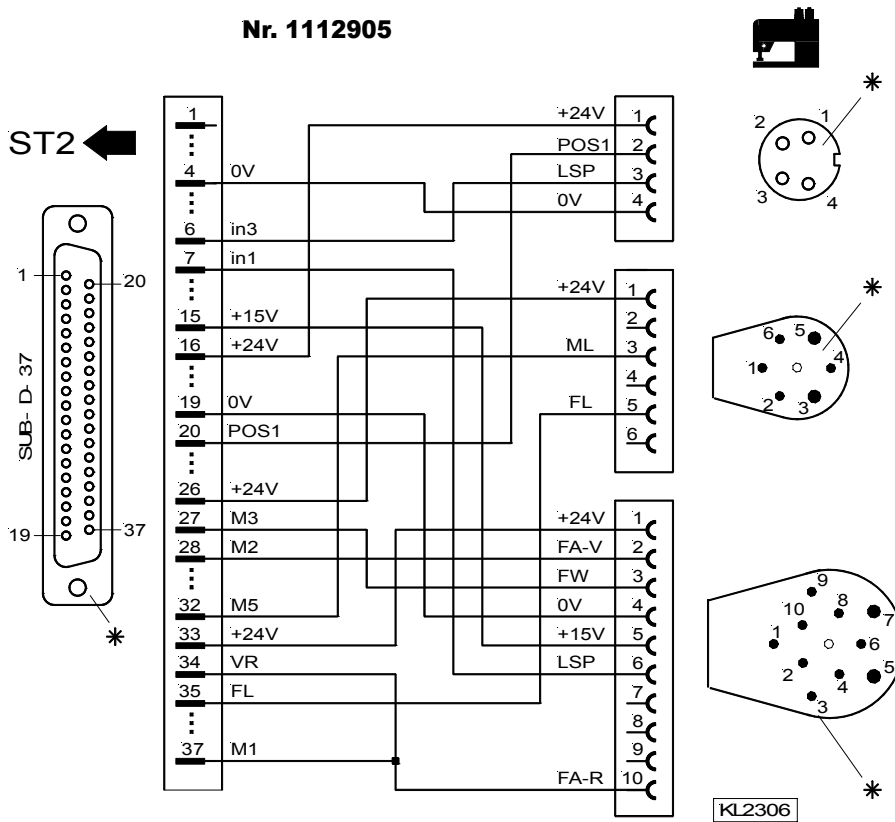 Nr. 1112905
ST2
SUB- D- 37
1
20
19
37
*
1
4 0V
6 in3
7 in1
15 +15V
16 +24V
19 0V
20 POS1
26 +24V
27 M3
28 M2
32 M5
33 +24V
34 VR
35 FL
37 M1
+24V 1
POS1 2
LSP 3
0V 4
+24V 1
2
ML 3
4
FL 5
6
+24V 1
FA-V 2
FW 3
0V 4
+15V 5
LSP 6
7
8
9
FA-R 10
*
2 1
3 4
*
6 5
1 4
2 3
9
10 8 7
1 6
2 4 5
3
*
KL2306